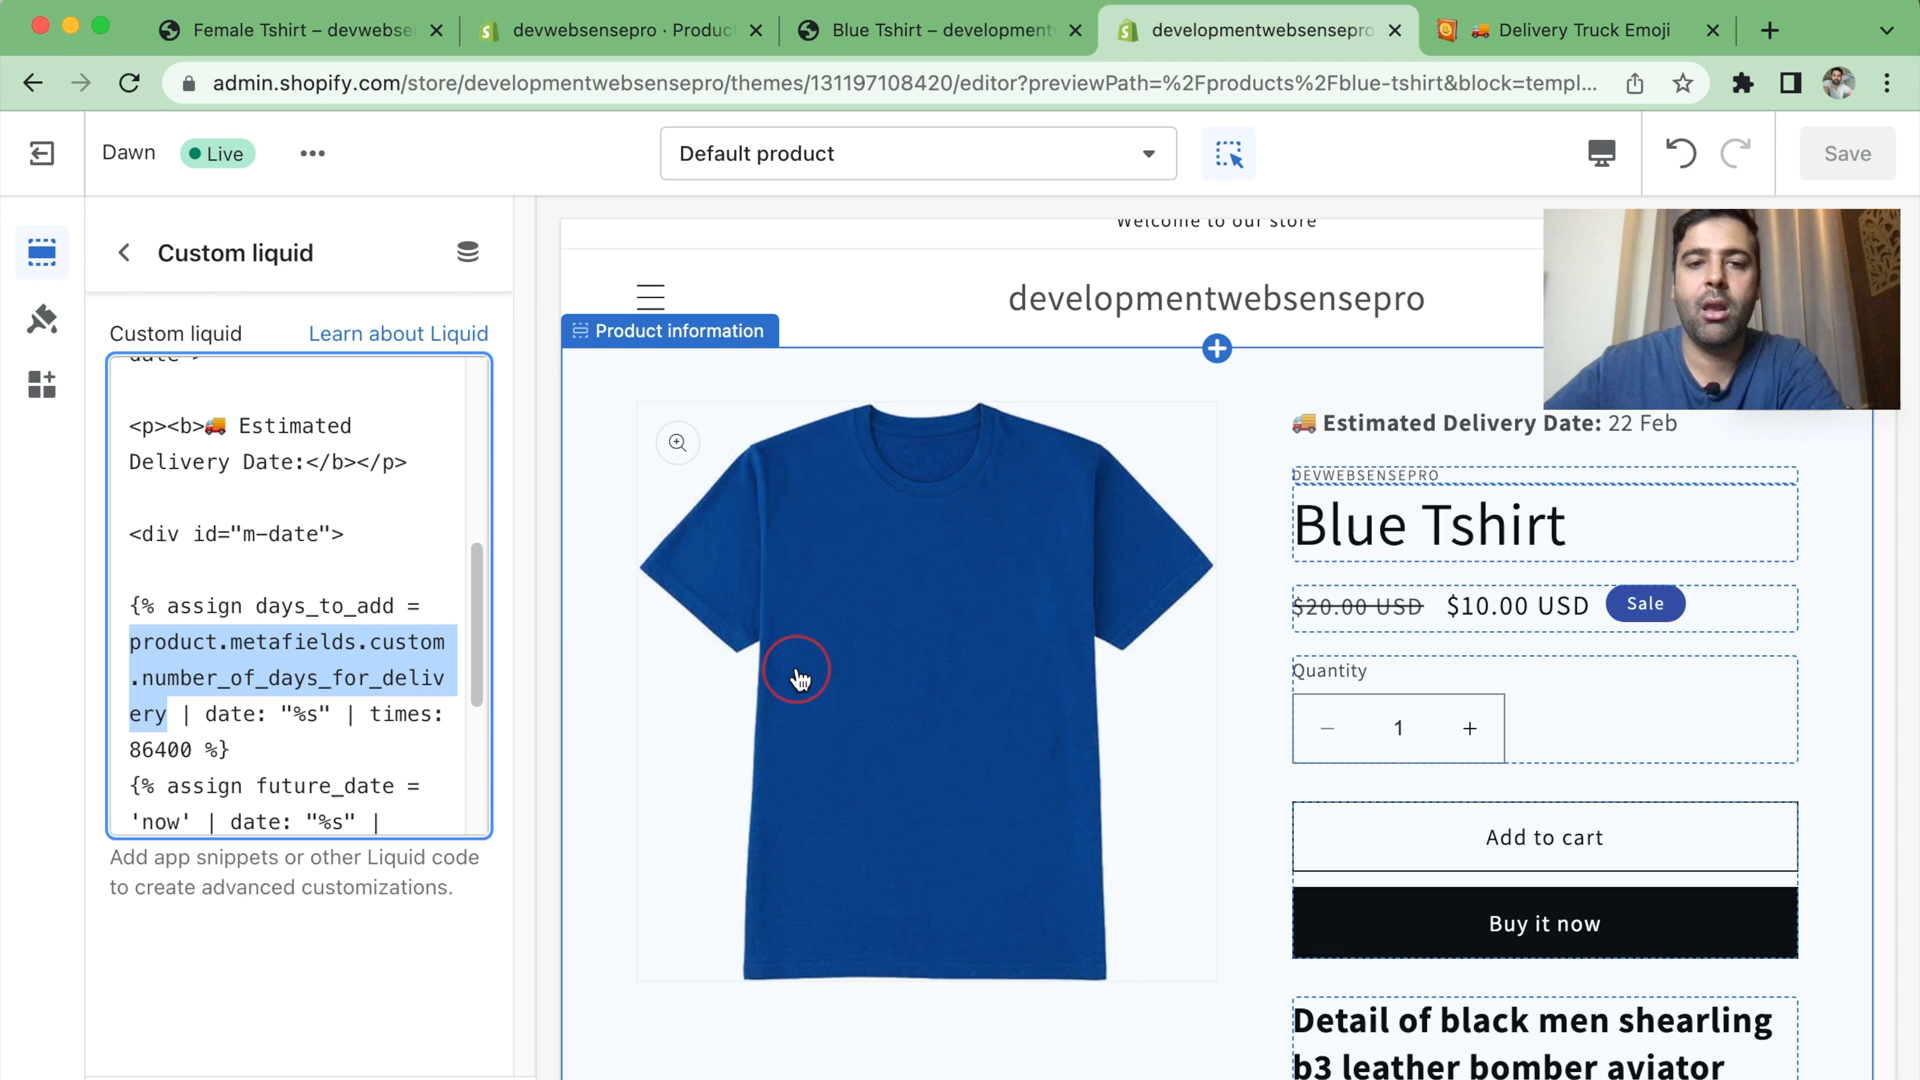 Female Tshirt – devwebse
devwebsensepro · Produc
Blue Tshirt – development
developmentwebsensepro
🚚 Delivery Truck Emoji
admin.shopify.com/store/developmentwebsensepro/themes/131197108420/editor?previewPath=%2Fproducts%2Fblue-tshirt&block=templ...
Dawn
Live
Default product
Save
Custom liquid
Custom liquid
Learn about Liquid
<p><b>🚚 Estimated
Delivery Date:</b></p>
<div id="m-date">
{% assign days_to_add =
product.metafields.custom
.number_of_days_for_deliv
ery | date: "%s" | times:
86400 %}
{% assign future_date =
'now' | date: "%s" |
Add app snippets or other Liquid code
to create advanced customizations.
Welcome to our store
developmentwebsensepro
Product information
🚚 Estimated Delivery Date: 22 Feb
DEVWEBSENSEPRO
Blue Tshirt
$20.00 USD $10.00 USD Sale
Quantity
1
Add to cart
Buy it now
Detail of black men shearling
b3 leather bomber aviator